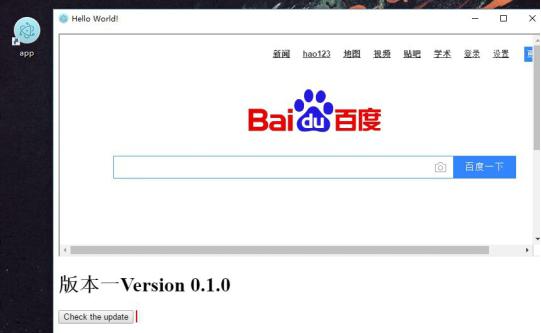 app
Hello World!
新闻 hao123 地图 视频 贴吧 学术 登录 设置
Bai du 百度
百度一下
版本一Version 0.1.0
Check the update